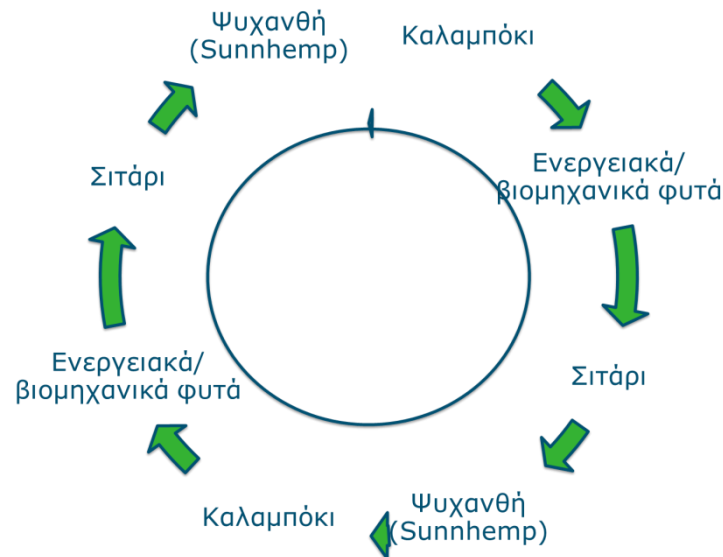 Ψυχανθή
(Sunnhemp)
Καλαμπόκι
Ενεργειακά/
βιομηχανικά φυτά
Σιτάρι
Ψυχανθή
(Sunnhemp)
Καλαμπόκι
Ενεργειακά/
βιομηχανικά φυτά
Σιτάρι